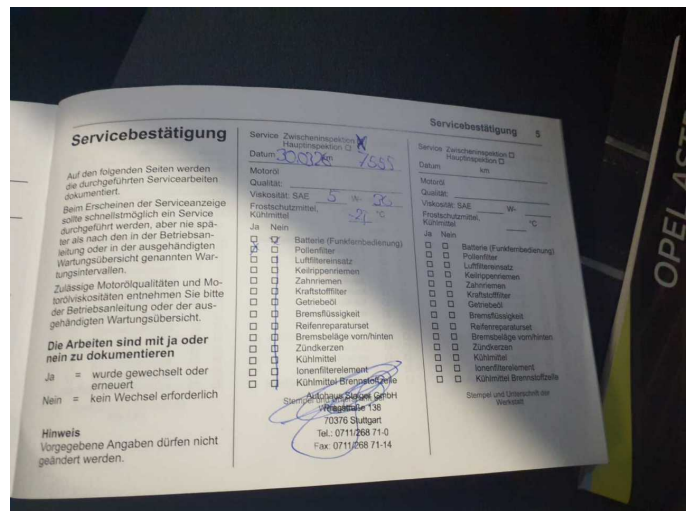 Servicebestätigung
Auf den folgenden Seiten werden
die durchgeführten Servicearbeiten
dokumentiert.
Beim Erscheinen der Serviceanzeige
sollte schnellstmöglich ein Service
durchgeführt werden, aber nie spä-
ter als nach den in der Betriebsan-
leitung oder in der ausgehändigten
Wartungsübersicht genannten War-
tungsintervallen.
Zulässige Motorölqualitäten und Mo-
torölviskositäten entnehmen Sie bitte
der Betriebsanleitung oder der aus-
gehändigten Wartungsübersicht.
Die Arbeiten sind mit ja oder
nein zu dokumentieren
Ja = wurde gewechselt oder
erneuert
Nein = kein Wechsel erforderlich
Hinweis
Vorgegebene Angaben dürfen nicht
geändert werden.
Service Zwischeninspektion
Hauptinspektion
Datum km
Motoröl
Qualität:
Viskosität: SAE 5 W- 30
Frostschutzmittel,
Kühlmittel -27 °C
Ja Nein
Batterie (Funkfernbedienung)
Pollenfilter
Luftfiltereinsatz
Keilrippenriemen
Zahnriemen
Kraftstofffilter
Getriebeöl
Bremsflüssigkeit
Reifenreparaturset
Bremsbeläge vorn/hinten
Zündkerzen
Kühlmittel
Ionenfilterelement
Kühlmittel Brennstoffzelle
Stempel und
Autohaus Staiger GmbH
70376 Stuttgart
Tel.: 0711/268 71-0
Fax: 0711/268 71-14
Servicebestätigung 5
Service Zwischeninspektion
Hauptinspektion
Datum km
Motoröl
Qualität:
Viskosität: SAE W-
Frostschutzmittel,
Kühlmittel °C
Ja Nein
Batterie (Funkfernbedienung)
Pollenfilter
Luftfiltereinsatz
Keilrippenriemen
Zahnriemen
Kraftstofffilter
Getriebeöl
Bremsflüssigkeit
Reifenreparaturset
Bremsbeläge vorn/hinten
Zündkerzen
Kühlmittel
Ionenfilterelement
Kühlmittel Brennstoffzelle
Stempel und Unterschrift der
Werkstatt
OPEL AST